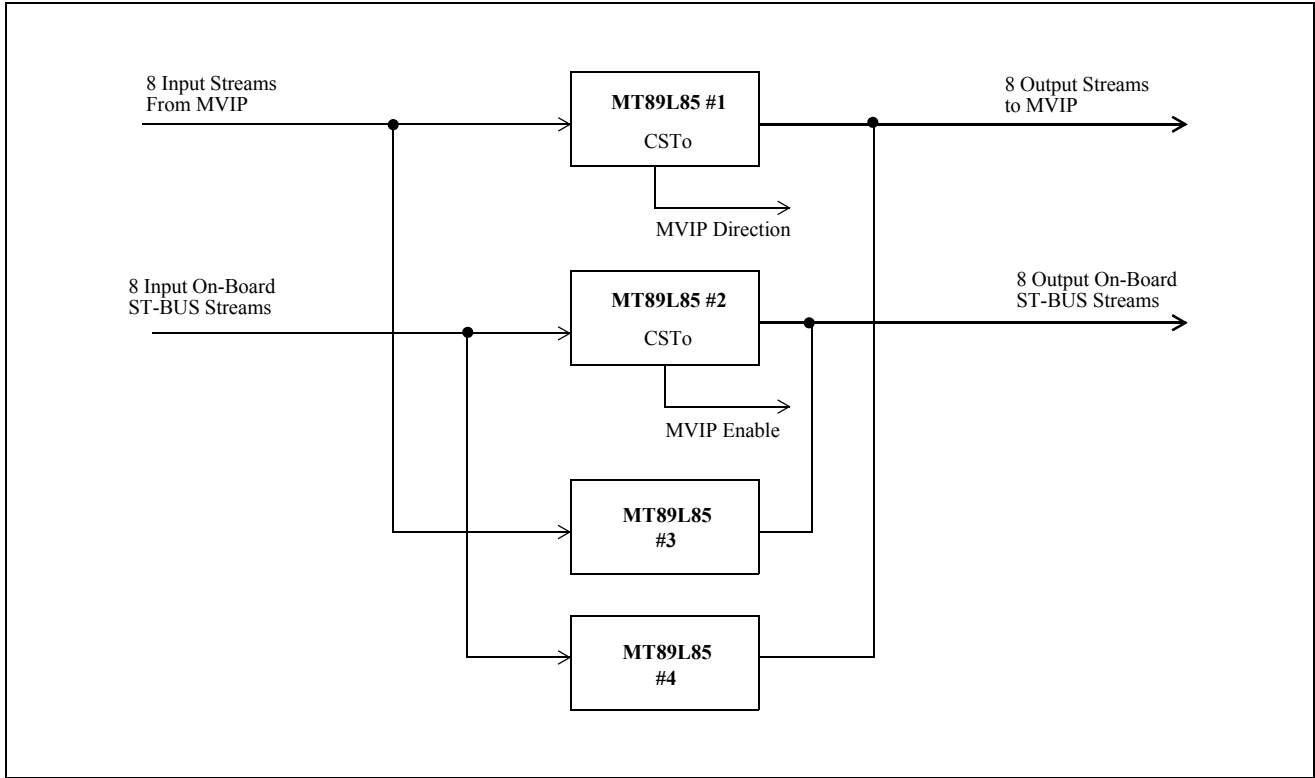 8 Input Streams
From MVIP
MT89L85 #1
CSTo
8 Output Streams
to MVIP
MVIP Direction
8 Input On-Board
ST-BUS Streams
MT89L85 #2
CSTo
8 Output On-Board
ST-BUS Streams
MVIP Enable
MT89L85
#3
MT89L85
#4